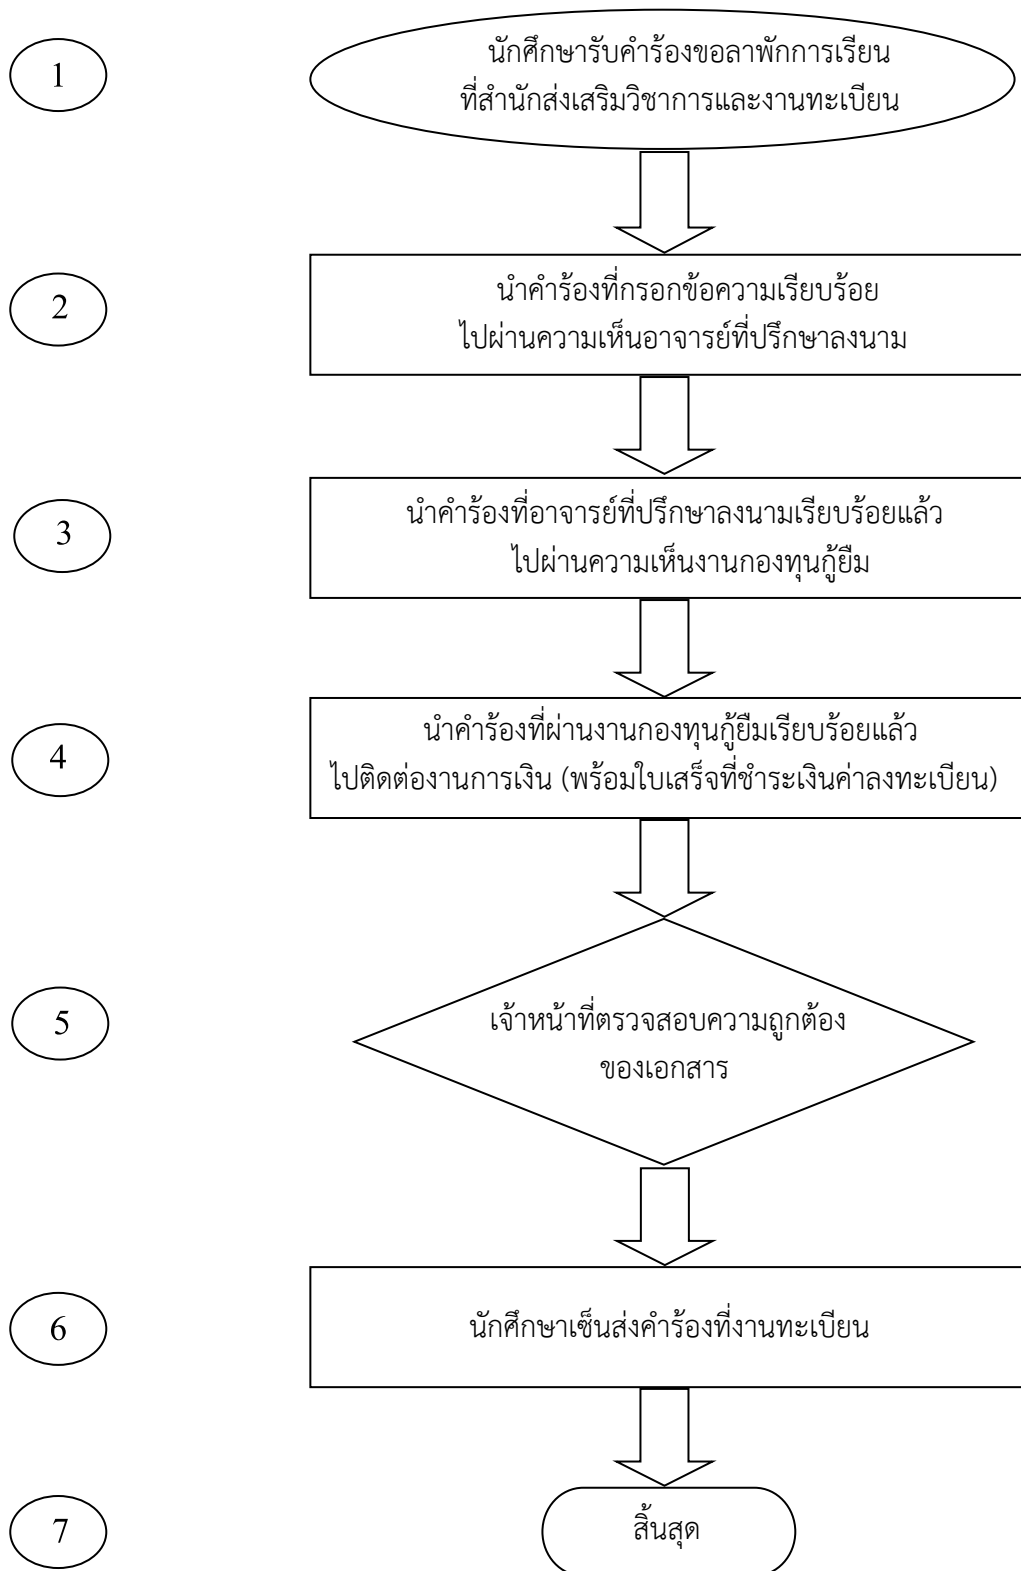 1
นักศึกษารับคำร้องขอลาพักการเรียน
ที่สำนักส่งเสริมวิชาการและงานทะเบียน
2
นำคำร้องที่กรอกข้อความเรียบร้อย
ไปผ่านความเห็นอาจารย์ที่ปรึกษาลงนาม
3
นำคำร้องที่อาจารย์ที่ปรึกษาลงนามเรียบร้อยแล้ว
ไปผ่านความเห็นงานกองทุนกู้ยืม
4
นำคำร้องที่ผ่านงานกองทุนกู้ยืมเรียบร้อยแล้ว
ไปติดต่องานการเงิน (พร้อมใบเสร็จที่ชำระเงินค่าลงทะเบียน)
5
เจ้าหน้าที่ตรวจสอบความถูกต้อง
ของเอกสาร
6
นักศึกษาเซ็นส่งคำร้องที่งานทะเบียน
7
สิ้นสุด